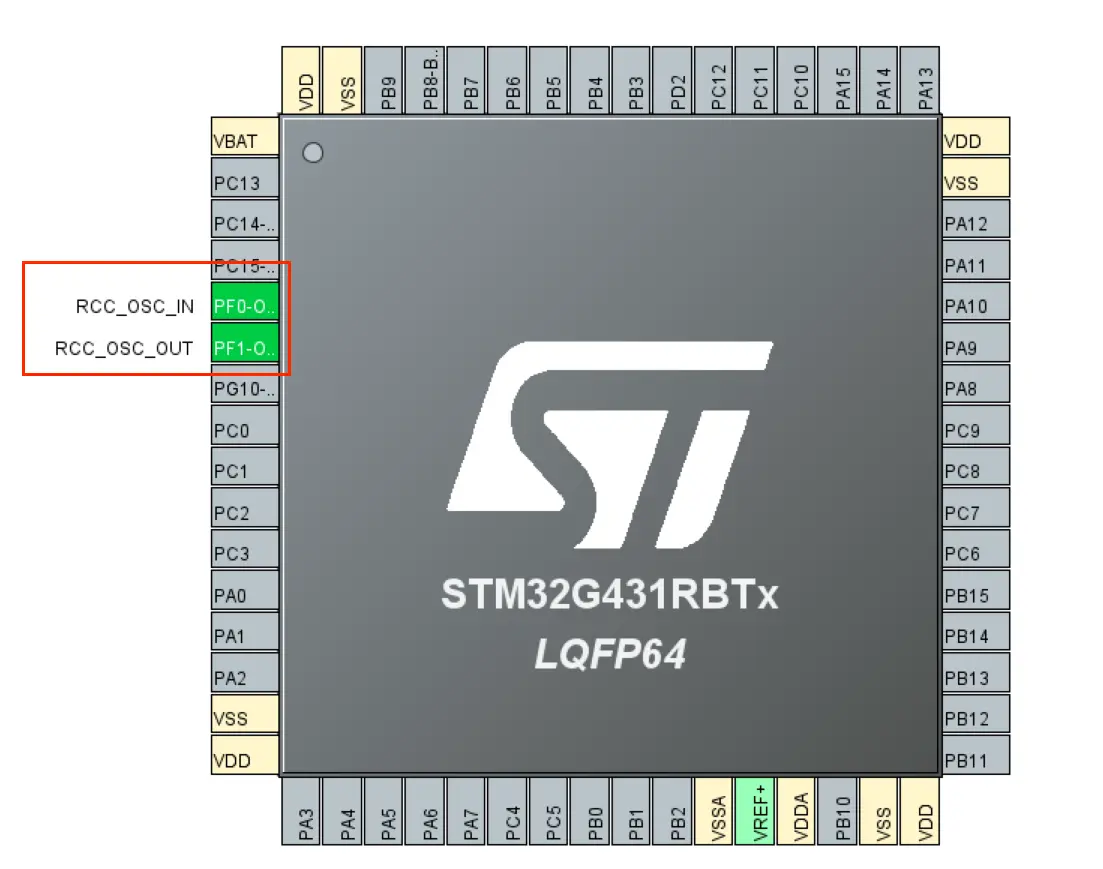 VDD
VSS
PB9
PB8-B..
PB7
PB6
PB5
PB4
PB3
PD2
PC12
PC11
PC10
PA15
PA14
PA13
VBAT
PC13
PC14-..
PC15-..
RCC_OSC_IN PF0-O..
RCC_OSC_OUT PF1-O..
PG10-..
PC0
PC1
PC2
PC3
PA0
PA1
PA2
VSS
VDD
ST
STM32G431RBTx
LQFP64
VDD
VSS
PA12
PA11
PA10
PA9
PA8
PC9
PC8
PC7
PC6
PB15
PB14
PB13
PB12
PB11
PA3
PA4
PA5
PA6
PA7
PC4
PC5
PB0
PB1
PB2
VSSA
VREF+
VDDA
PB10
VSS
VDD